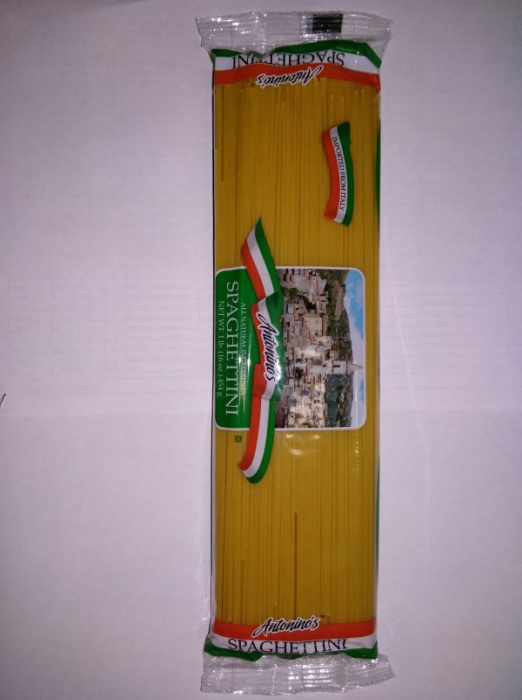 SPAGHETTINI
Antonino's
IMPORTED FROM ITALY
Antonino's
ALL NATURAL
SPAGHETTINI
NET WT. 1 lb. (16 oz.) 454 g
Antonino's
SPAGHETTINI